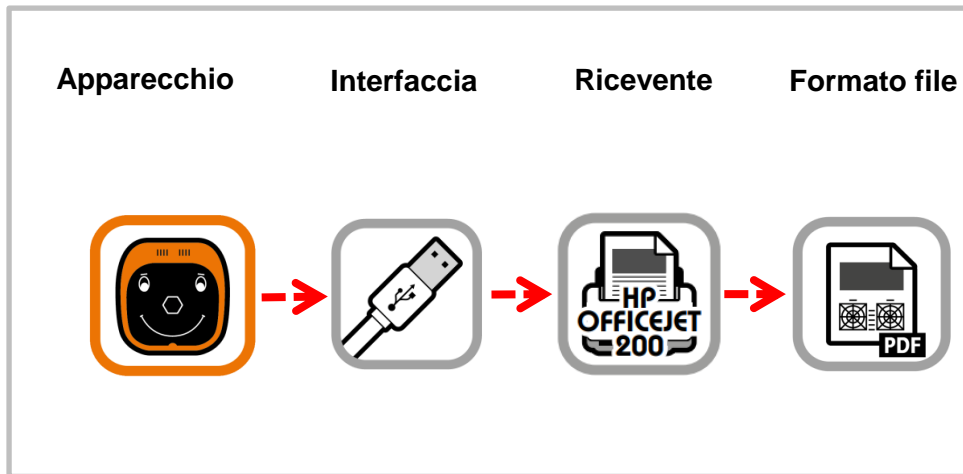 Apparecchio
Interfaccia
Ricevente
Formato file
HP
OFFICEJET
200
PDF